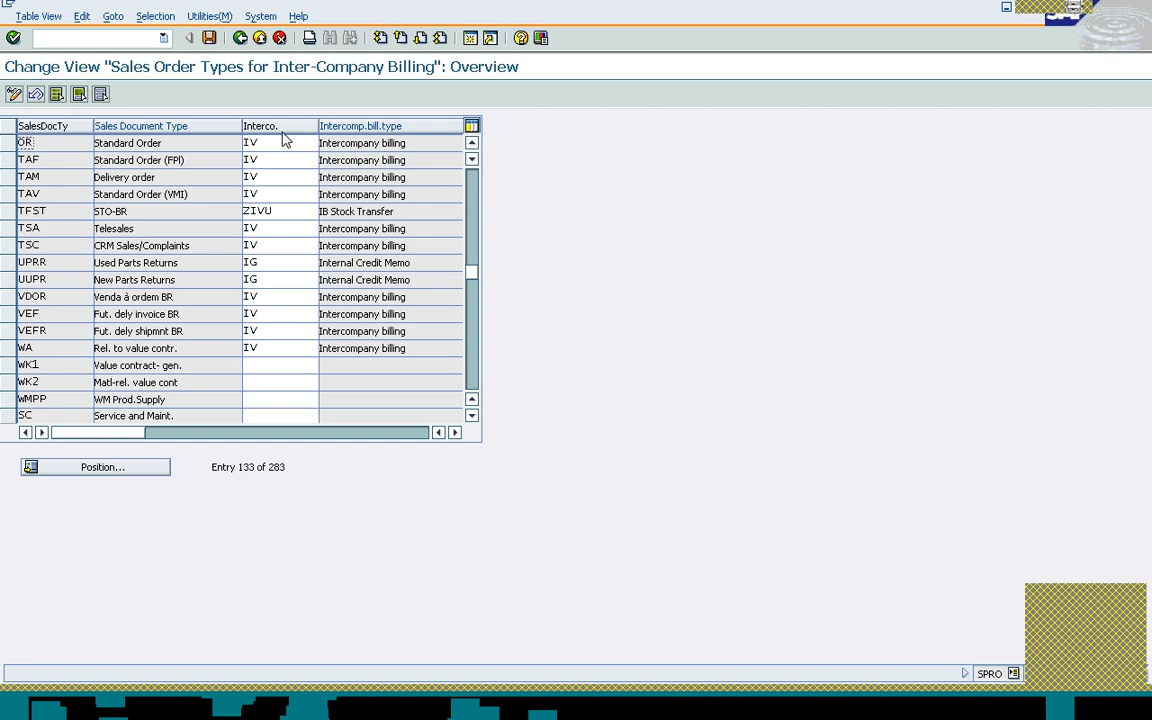 Table View Edit Goto Selection Utilities(M) System Help
Change View "Sales Order Types for Inter-Company Billing": Overview
SalesDocTy Sales Document Type Interco. Intercomp.bill.type
OR Standard Order IV Intercompany billing
TAF Standard Order (FPl) IV Intercompany billing
TAM Delivery order IV Intercompany billing
TAV Standard Order (VMI) IV Intercompany billing
TFST STO-BR ZIVU IB Stock Transfer
TSA Telesales IV Intercompany billing
TSC CRM Sales/Complaints IV Intercompany billing
UPRR Used Parts Returns IG Internal Credit Memo
UUPR New Parts Returns IG Internal Credit Memo
VDOR Venda à ordem BR IV Intercompany billing
VEF Fut. dely invoice BR IV Intercompany billing
VEFR Fut. dely shipmnt BR IV Intercompany billing
WA Rel. to value contr. IV Intercompany billing
WK1 Value contract- gen.
WK2 Matl-rel. value cont
WMPP WM Prod.Supply
SC Service and Maint.
Position... Entry 133 of 283
SPRO